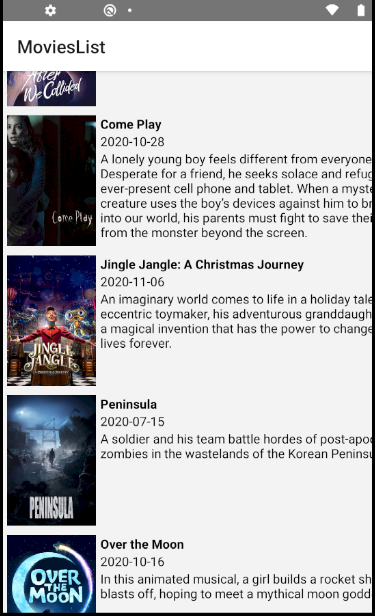 MoviesList
After
We Collided
Come Play
Come Play
2020-10-28
A lonely young boy feels different from everyone
Desperate for a friend, he seeks solace and refug
ever-present cell phone and tablet. When a myste
creature uses the boy's devices against him to br
into our world, his parents must fight to save thei
from the monster beyond the screen.
JINGLE
JANGLE
Jingle Jangle: A Christmas Journey
2020-11-06
An imaginary world comes to life in a holiday tale
eccentric toymaker, his adventurous granddaugh
a magical invention that has the power to change
lives forever.
PENINSULA
Peninsula
2020-07-15
A soldier and his team battle hordes of post-apoc
zombies in the wastelands of the Korean Peninsu
OVER
THE
MOON
Over the Moon
2020-10-16
In this animated musical, a girl builds a rocket sh
blasts off, hoping to meet a mythical moon godd